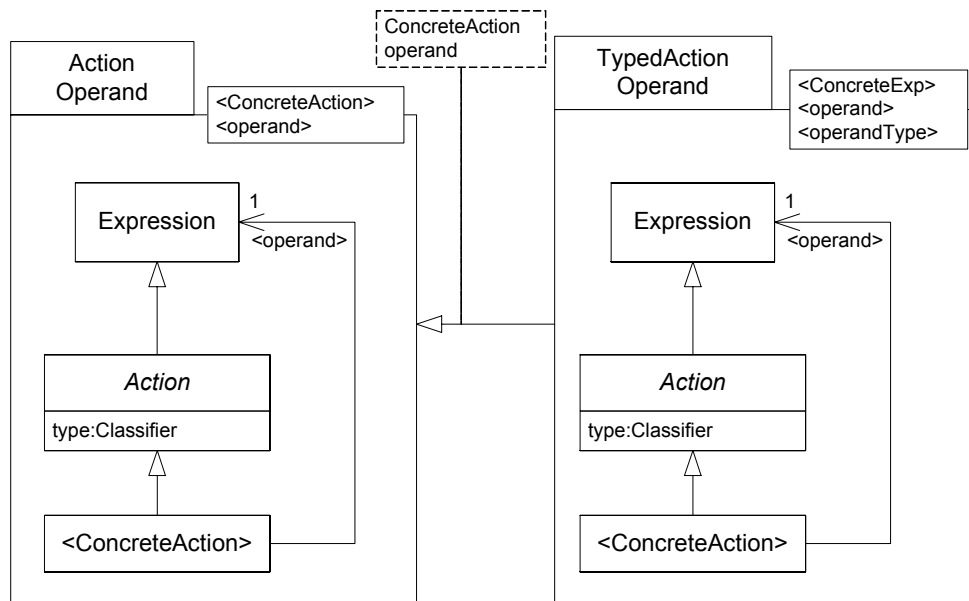 Action
Operand
<ConcreteAction>
<operand>
Expression
1
<operand>
Action
type:Classifier
<ConcreteAction>
ConcreteAction
operand
TypedAction
Operand
<ConcreteExp>
<operand>
<operandType>
Expression
1
<operand>
Action
type:Classifier
<ConcreteAction>